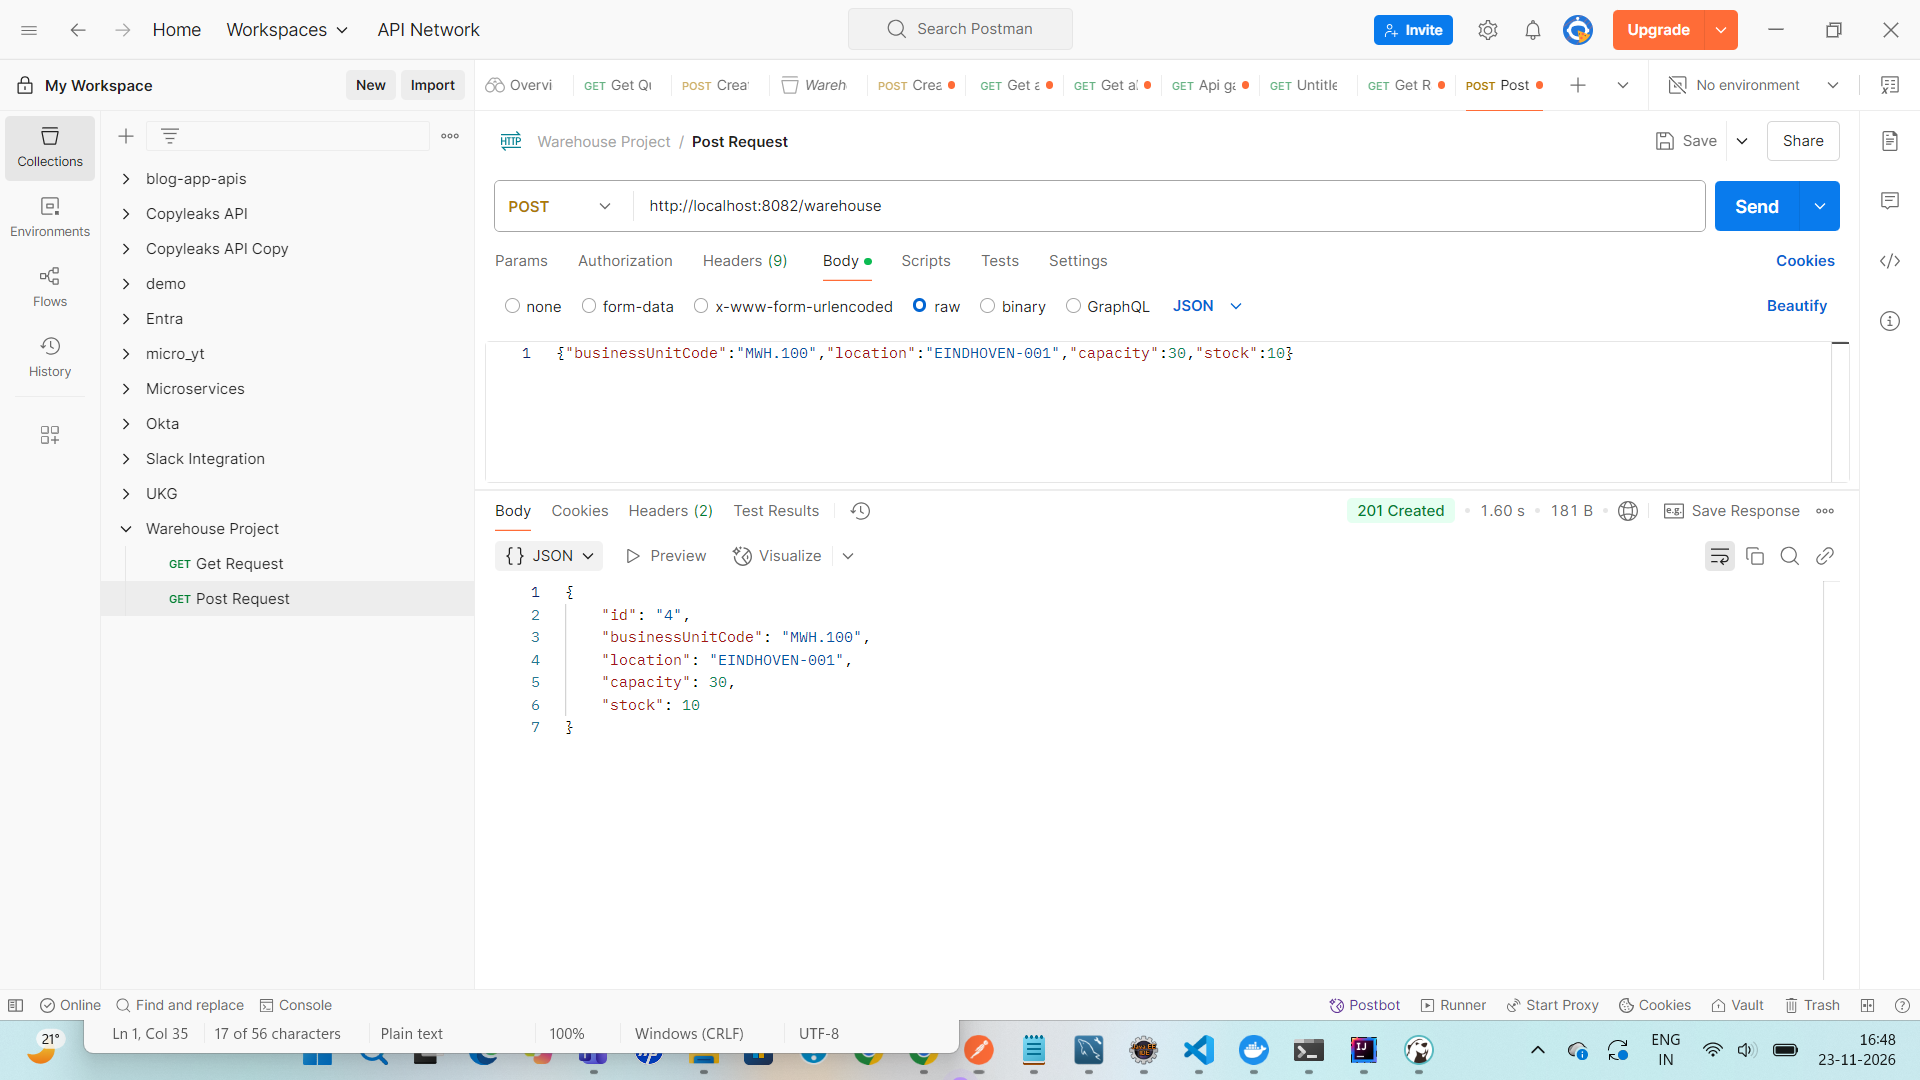 Home Workspaces API Network Search Postman Invite Upgrade
My Workspace New Import Overvi GET Get Qu POST Creat Wareh POST Crea GET Get a GET Get al GET Api ga GET Untitle GET Get R POST Post No environment
Collections
Environments
Flows
History
blog-app-apis
Copyleaks API
Copyleaks API Copy
demo
Entra
micro_yt
Microservices
Okta
Slack Integration
UKG
Warehouse Project
GET Get Request
GET Post Request
HTTP Warehouse Project / Post Request Save Share
POST http://localhost:8082/warehouse Send
Params Authorization Headers (9) Body Scripts Tests Settings Cookies
none form-data x-www-form-urlencoded raw binary GraphQL JSON Beautify
1 {"businessUnitCode":"MWH.100","location":"EINDHOVEN-001","capacity":30,"stock":10}
Body Cookies Headers (2) Test Results 201 Created 1.60 s 181 B e.g. Save Response
{} JSON Preview Visualize
1 {
2 "id": "4",
3 "businessUnitCode": "MWH.100",
4 "location": "EINDHOVEN-001",
5 "capacity": 30,
6 "stock": 10
7 }
Online Find and replace Console Postbot Runner Start Proxy Cookies Vault Trash
Ln 1, Col 35 17 of 56 characters Plain text 100% Windows (CRLF) UTF-8
21° ENG 16:48
IN 23-11-2026